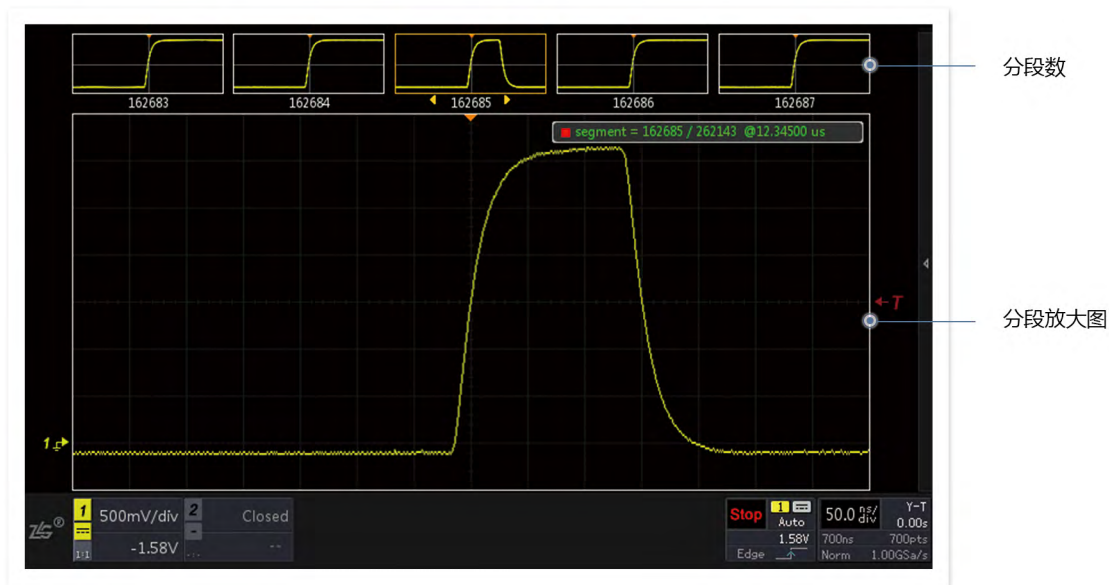 分段数
162683 162684 162685 162686 162687
segment = 162685 / 262143 @12.34500 us
T
分段放大图
1
ZLG® 1 500mV/div 2 Closed Stop 1 Auto 50.0 ns/div Y-T 0.00s
1:1 -1.58V -- 1.58V 700ns 700pts
Edge Norm 1.00GSa/s